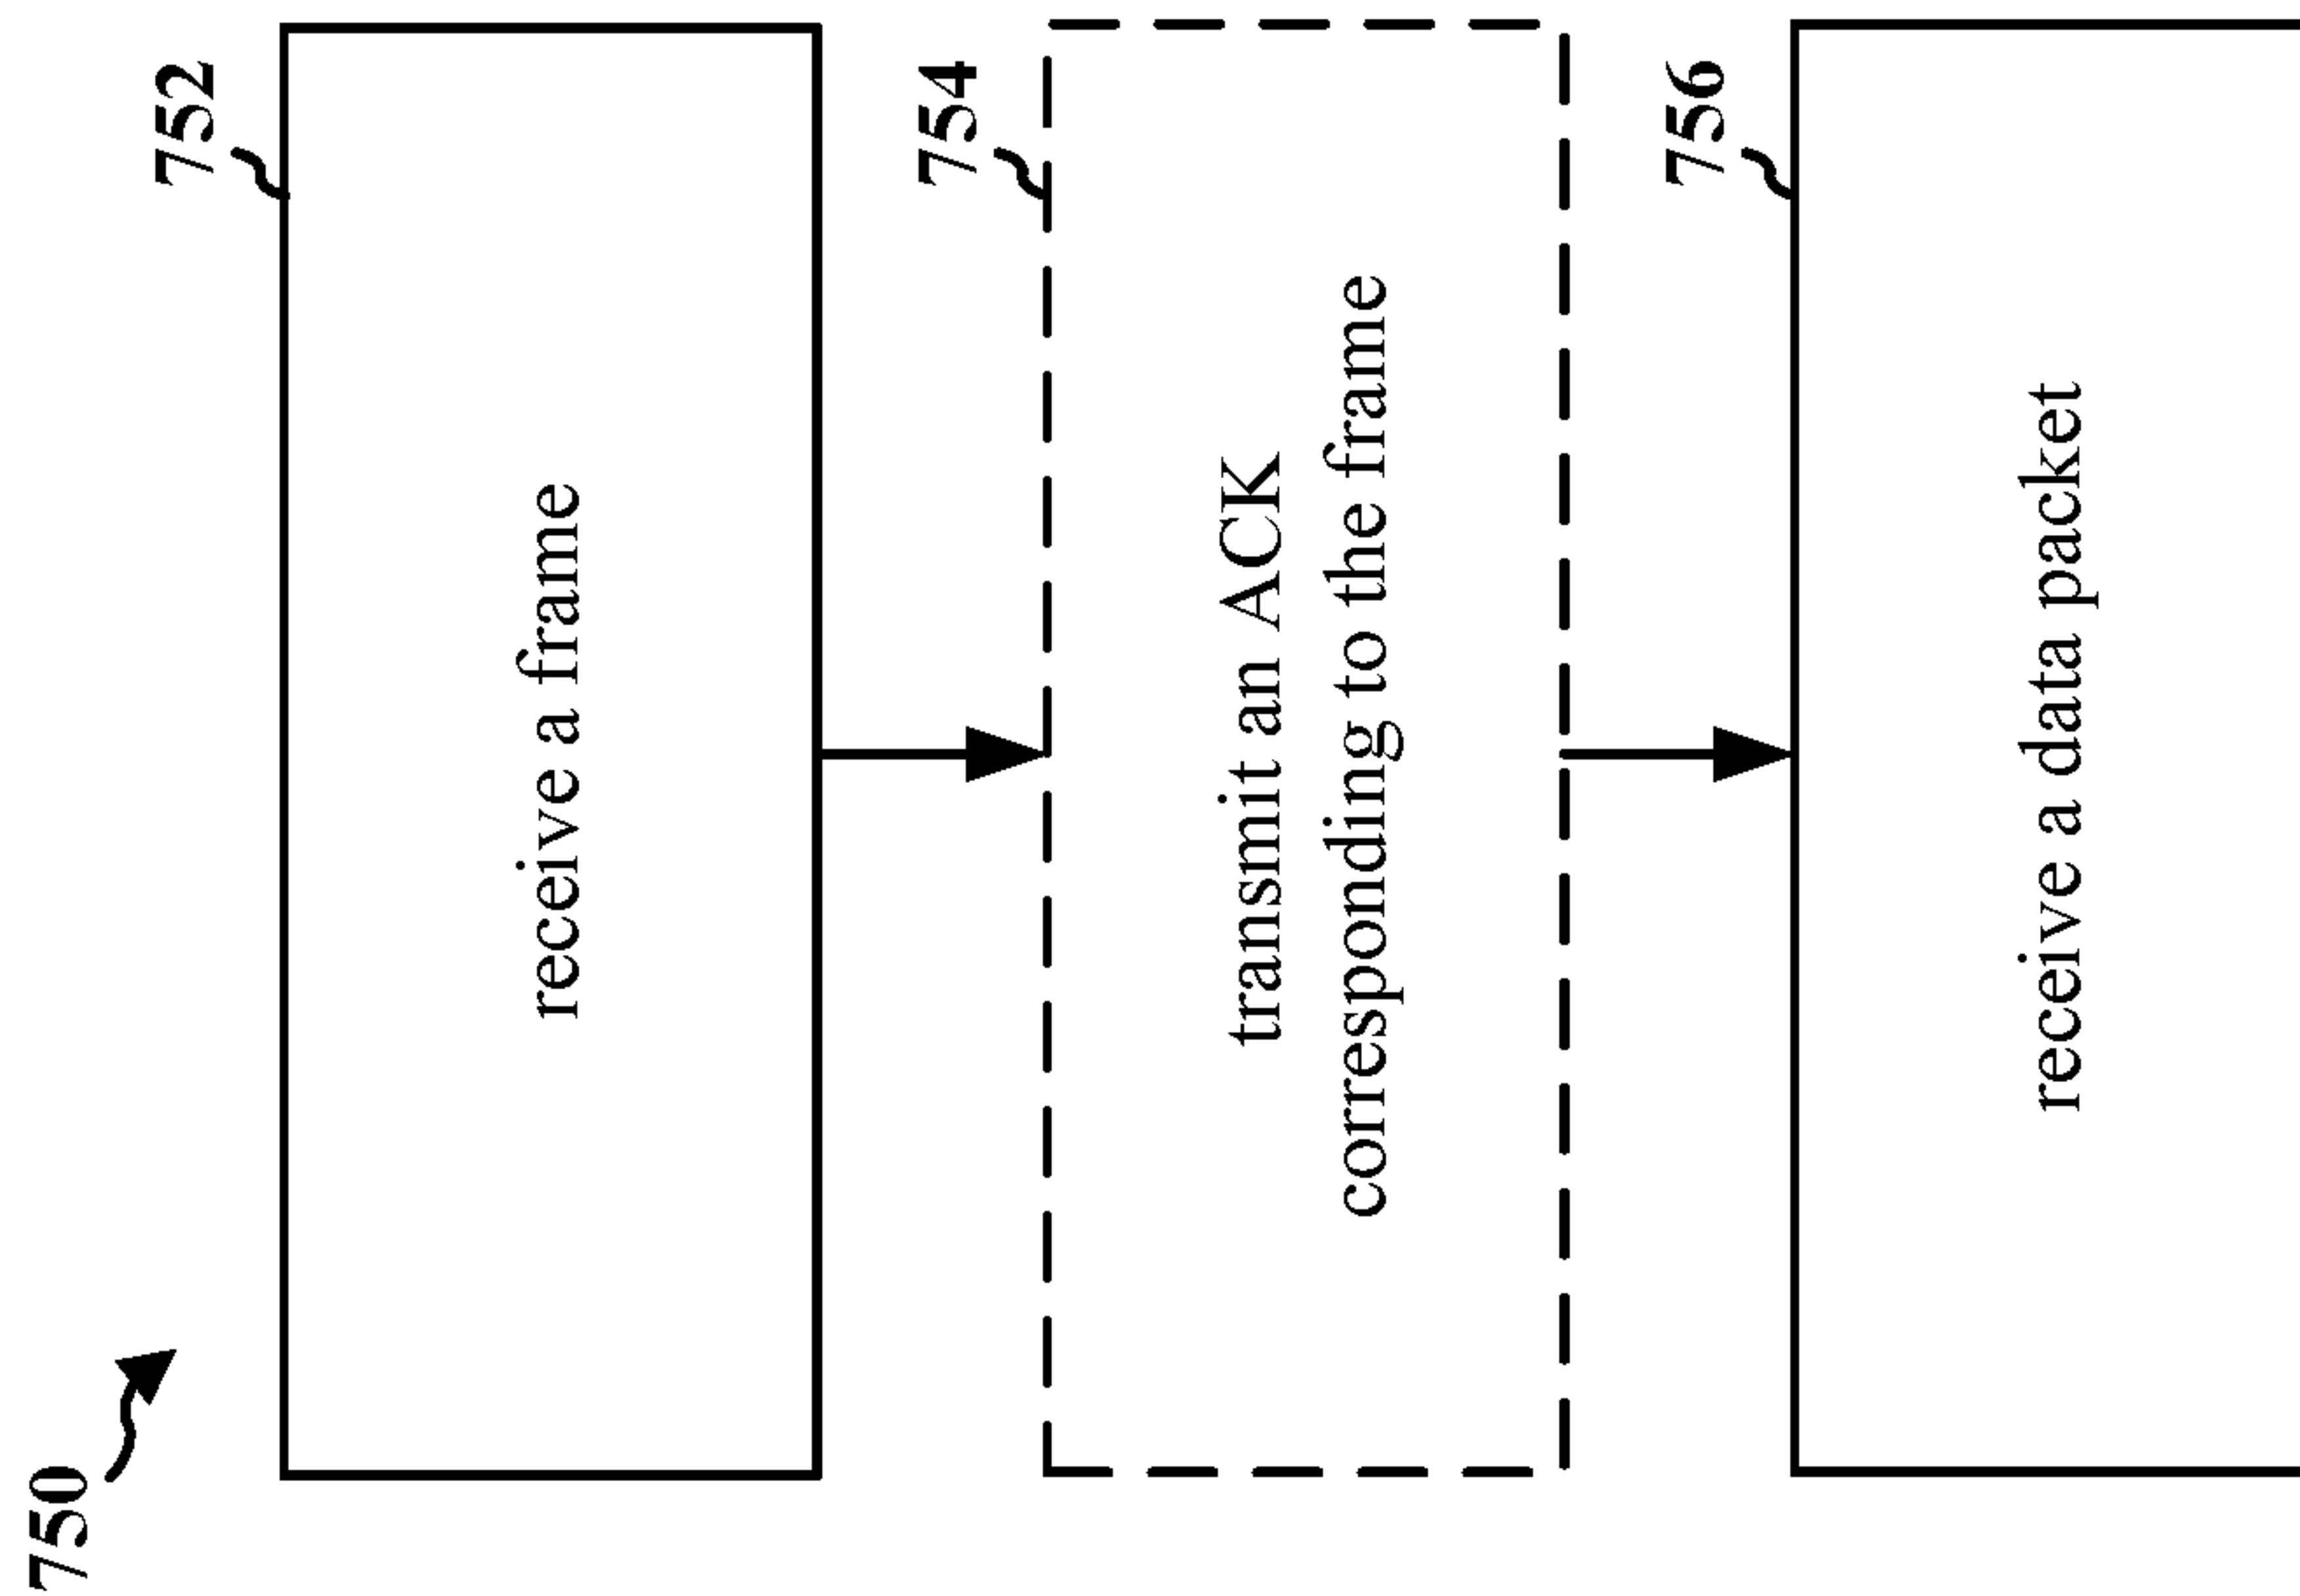 750
752
receive a frame
754
transmit an ACK
corresponding to the frame
756
receive a data packet